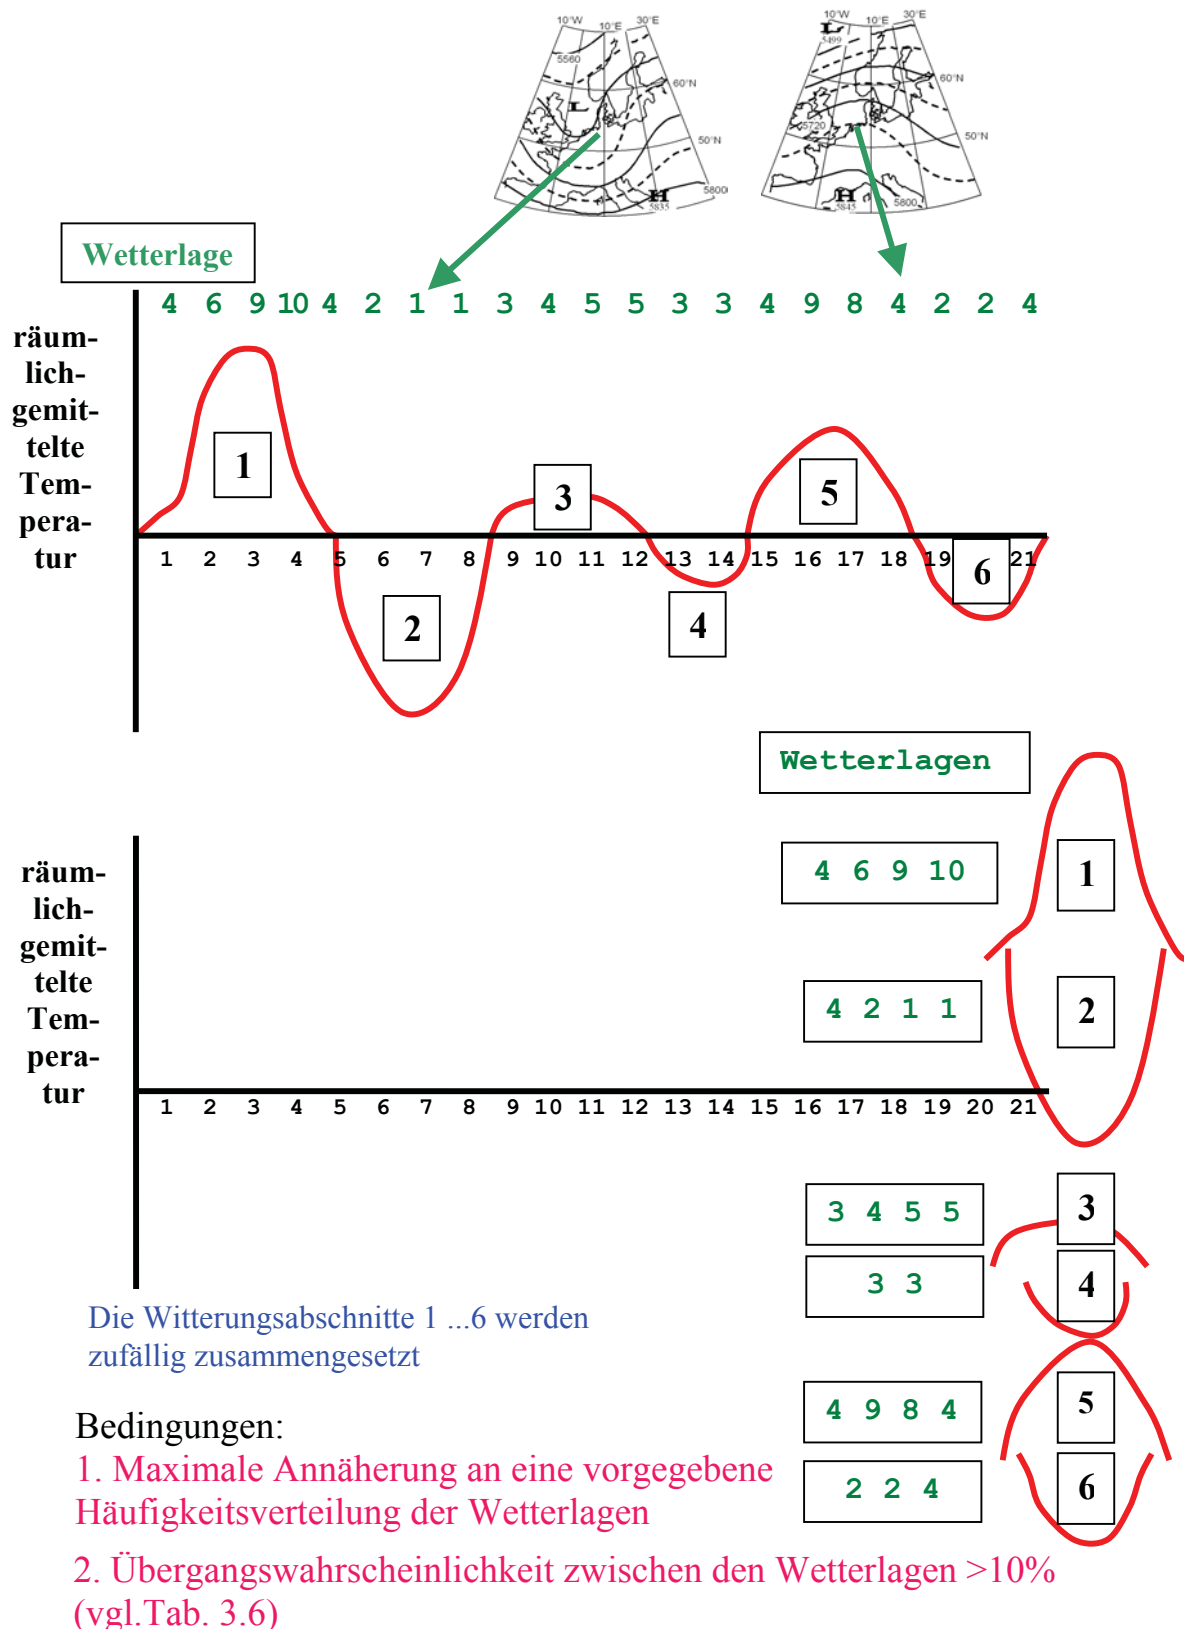 10°W 10°E 30°E
5560
60°N
L
50°N
5800
H
5835
10°W 10°E 30°E
L
5499
60°N
5720
50°N
H
5845
5800
Wetterlage
4 6 9 10 4 2 1 1 3 4 5 5 3 3 4 9 8 4 2 2 4
räum-
lich-
gemit-
telte
Tem-
pera-
tur
1
2
3
4
5
6
1 2 3 4 5 6 7 8 9 10 11 12 13 14 15 16 17 18 19 21
Wetterlagen
räum-
lich-
gemit-
telte
Tem-
pera-
tur
4 6 9 10
1
4 2 1 1
2
1 2 3 4 5 6 7 8 9 10 11 12 13 14 15 16 17 18 19 20 21
3 4 5 5
3
3 3
4
Die Witterungsabschnitte 1 ...6 werden
zufällig zusammengesetzt
4 9 8 4
5
2 2 4
6
Bedingungen:
1. Maximale Annäherung an eine vorgegebene
Häufigkeitsverteilung der Wetterlagen
2. Übergangswahrscheinlichkeit zwischen den Wetterlagen >10%
(vgl.Tab. 3.6)